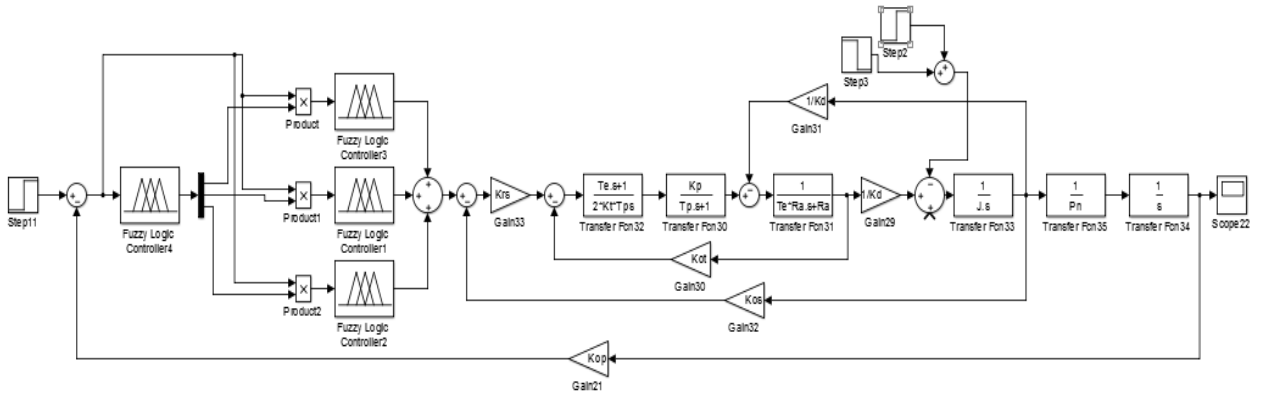 Step2
Step3
1/Kd
Gain31
×
Product
Fuzzy Logic
Controller3
Step11
Fuzzy Logic
Controller4
×
Product1
Fuzzy Logic
Controller1
Krs
Gain33
Te.s+1
2*Kt*Tps
Transfer Fcn32
Kp
Tp.s+1
Transfer Fcn30
1
Te*Ra.s+Ra
Transfer Fcn31
1/Kd
Gain29
1
J.s
Transfer Fcn33
1
Pn
Transfer Fcn35
1
s
Transfer Fcn34
Scope22
Kot
Gain30
×
Product2
Fuzzy Logic
Controller2
Kos
Gain32
Kop
Gain21